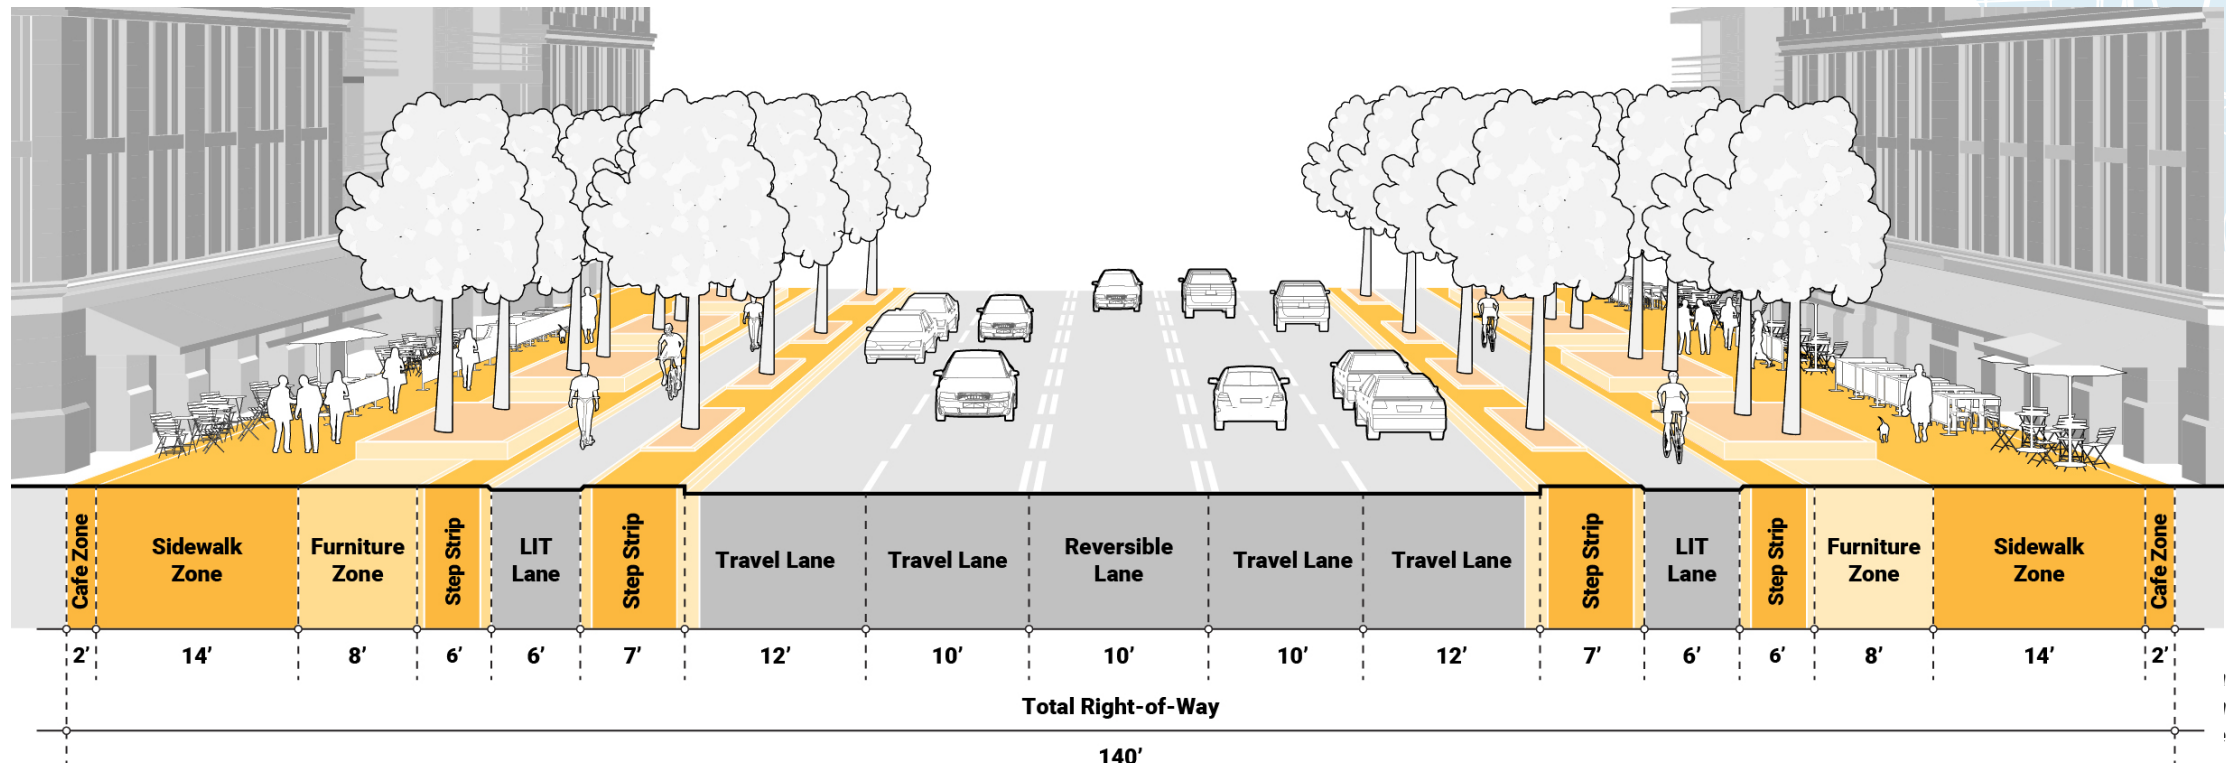 Cafe Zone
Sidewalk
Zone
Furniture
Zone
Step Strip
LIT
Lane
Step Strip
Travel Lane
Travel Lane
Reversible
Lane
Travel Lane
Travel Lane
Step Strip
LIT
Lane
Step Strip
Furniture
Zone
Sidewalk
Zone
Cafe Zone
2’ 14’ 8’ 6’ 6’ 7’ 12’ 10’ 10’ 10’ 12’ 7’ 6’ 6’ 8’ 14’ 2’
Total Right-of-Way
140’